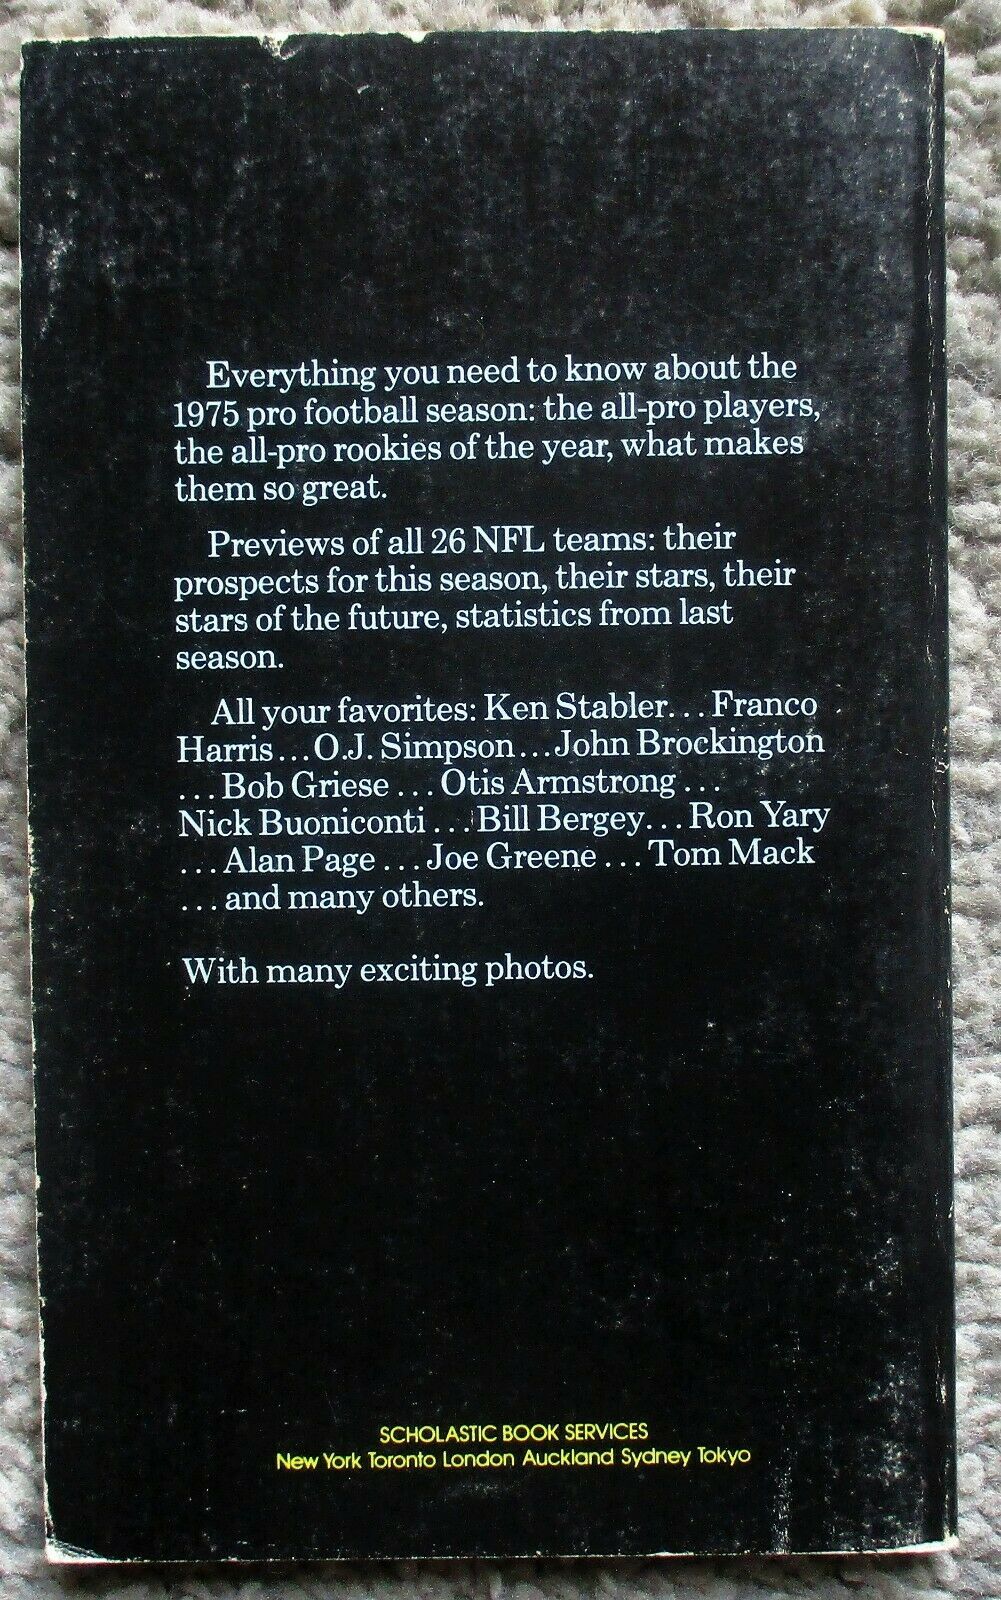 Everything you need to know about the
1975 pro football season: the all-pro players,
the all-pro rookies of the year, what makes
them so great.
Previews of all 26 NFL teams: their
prospects for this season, their stars, their
stars of the future, statistics from last
season.
All your favorites: Ken Stabler...Franco
Harris...O.J. Simpson...John Brockington
...Bob Griese...Otis Armstrong...
Nick Buoniconti...Bill Bergey...Ron Yary
...Alan Page...Joe Greene...Tom Mack
...and many others.
With many exciting photos.
SCHOLASTIC BOOK SERVICES
New York Toronto London Auckland Sydney Tokyo